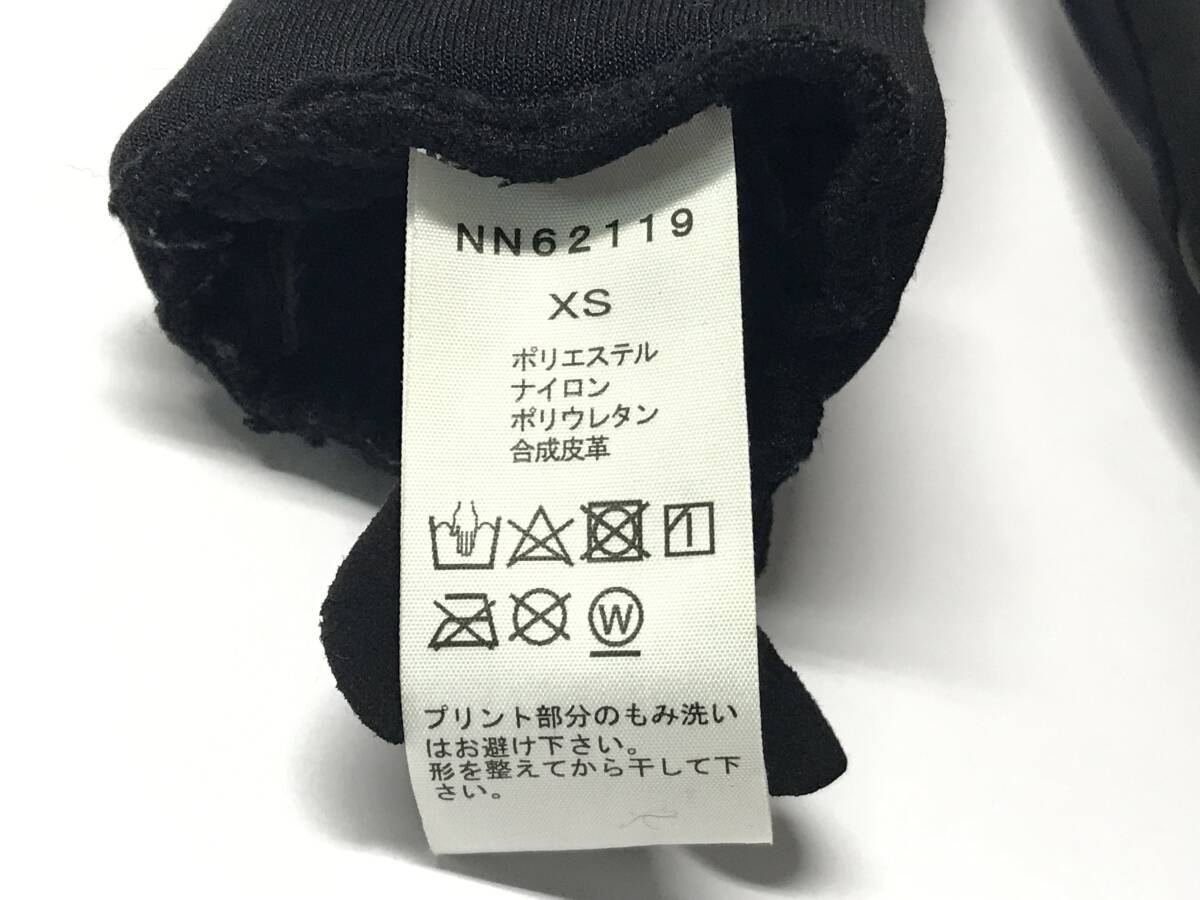 NN62119
XS
ポリエステル
ナイロン
ポリウレタン
合成皮革
W
プリント部分のもみ洗い
はお避け下さい。
形を整えてから干して下
さい。